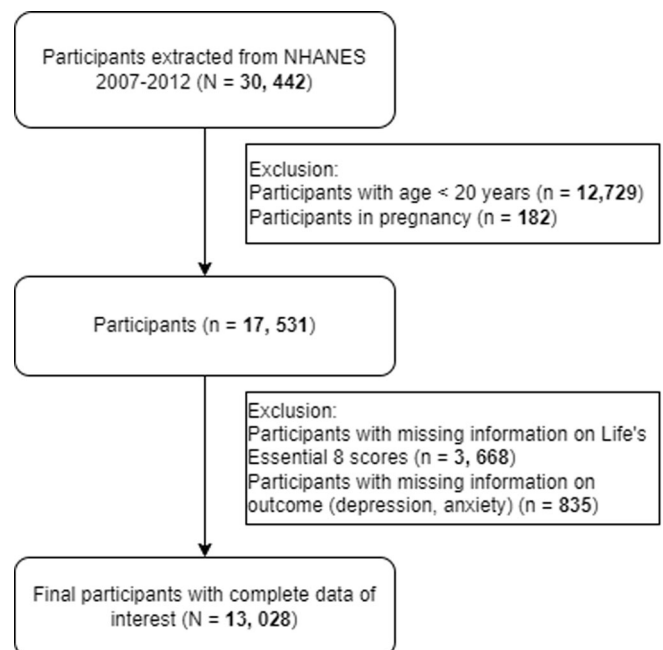 Participants extracted from NHANES
2007-2012 (N = 30, 442)
Exclusion:
Participants with age < 20 years (n = 12,729)
Participants in pregnancy (n = 182)
Participants (n = 17, 531)
Exclusion:
Participants with missing information on Life's
Essential 8 scores (n = 3, 668)
Participants with missing information on
outcome (depression, anxiety) (n = 835)
Final participants with complete data of
interest (N = 13, 028)